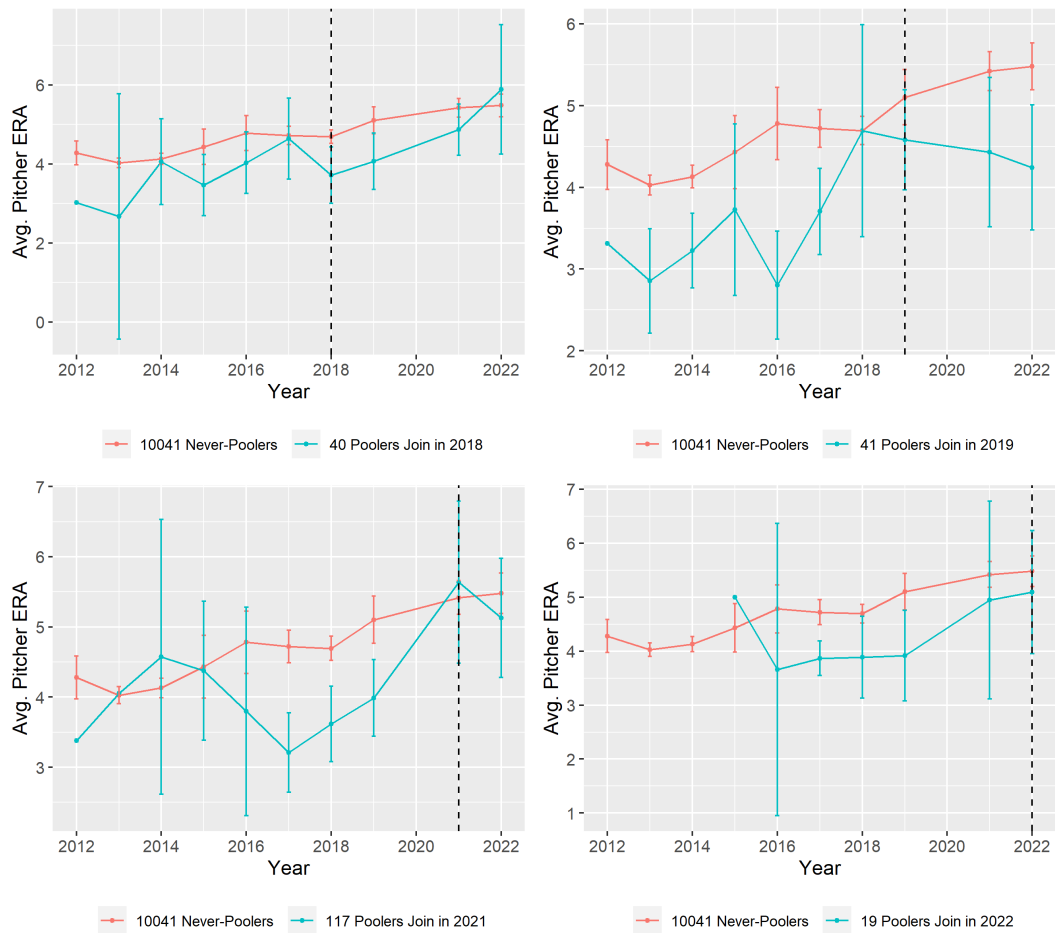 6
4
2
0
Avg. Pitcher ERA
2012 2014 2016 2018 2020 2022
Year
10041 Never-Poolers 40 Poolers Join in 2018
6
5
4
3
2
Avg. Pitcher ERA
2012 2014 2016 2018 2020 2022
Year
10041 Never-Poolers 41 Poolers Join in 2019
7
6
5
4
3
Avg. Pitcher ERA
2012 2014 2016 2018 2020 2022
Year
10041 Never-Poolers 117 Poolers Join in 2021
7
6
5
4
3
2
1
Avg. Pitcher ERA
2012 2014 2016 2018 2020 2022
Year
10041 Never-Poolers 19 Poolers Join in 2022